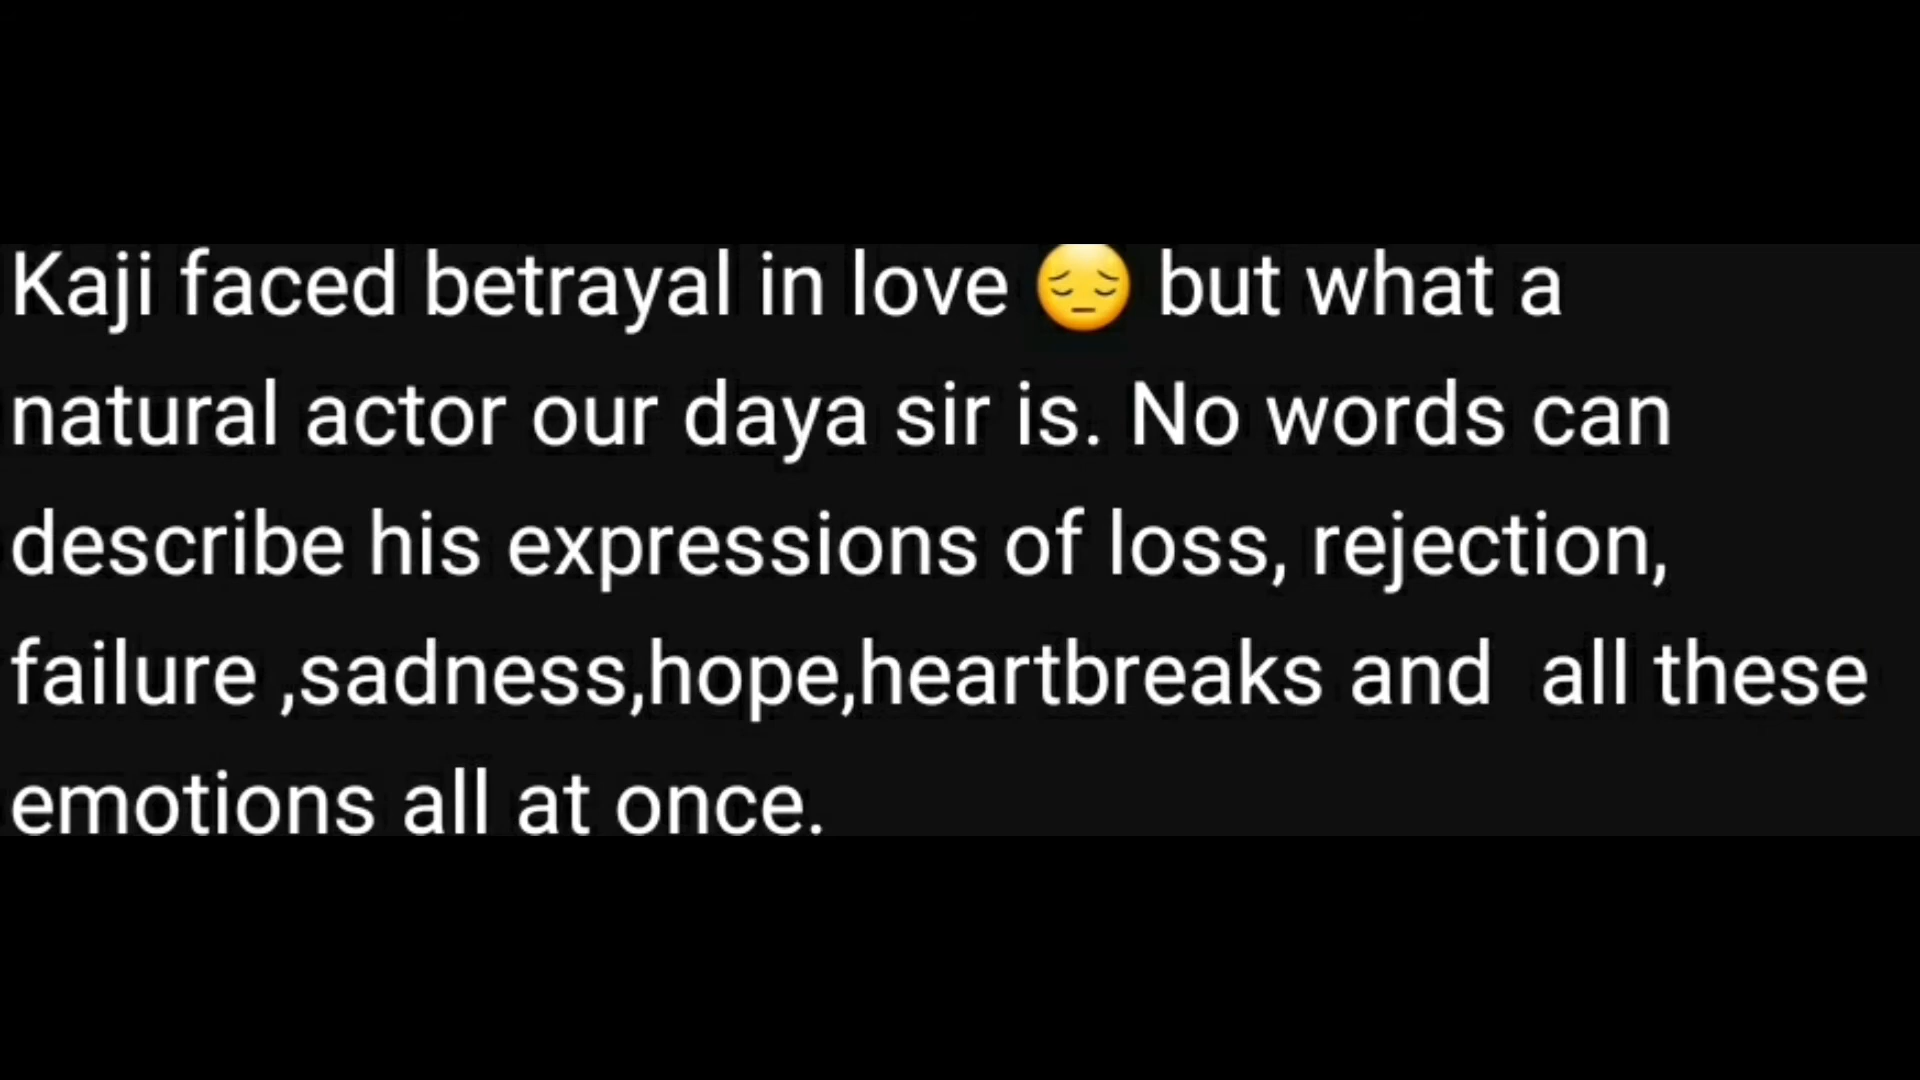 Kaji faced betrayal in love 😔 but what a
natural actor our daya sir is. No words can
describe his expressions of loss, rejection,
failure ,sadness,hope,heartbreaks and  all these
emotions all at once.